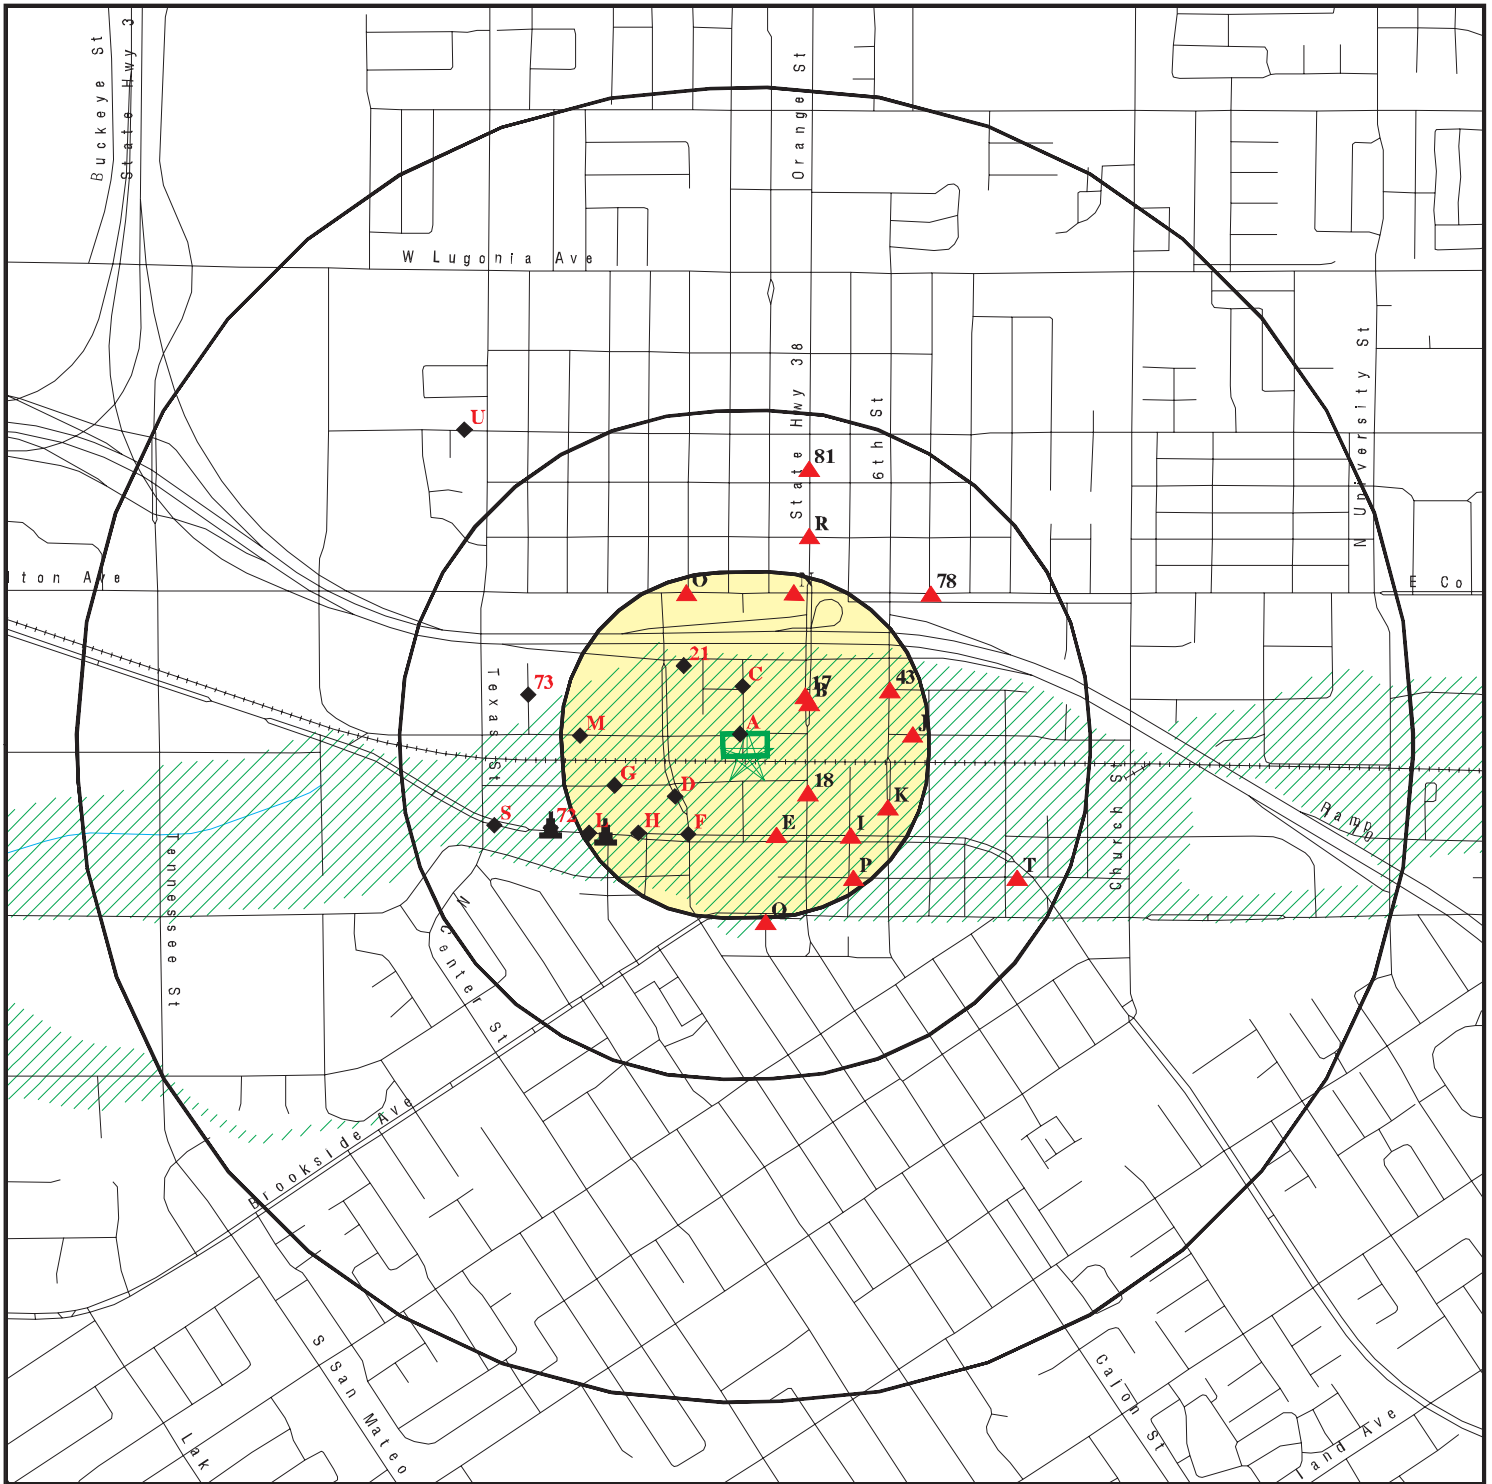 Buckeye St
State Hwy 3
Orange St
W Lugonia Ave
State Hwy 38
6th St
N University St
U
81
R
lton Ave
O
N
78
E Co
21
C
17
B
43
73
Texas St
M
A
J
G
D
18
K
S
72
L
H
F
E
I
P
T
Q
Church St
Ramp
Tennessee St
N Center St
Brookside Ave
S San Mateo
Lak
Cajon St
land Ave